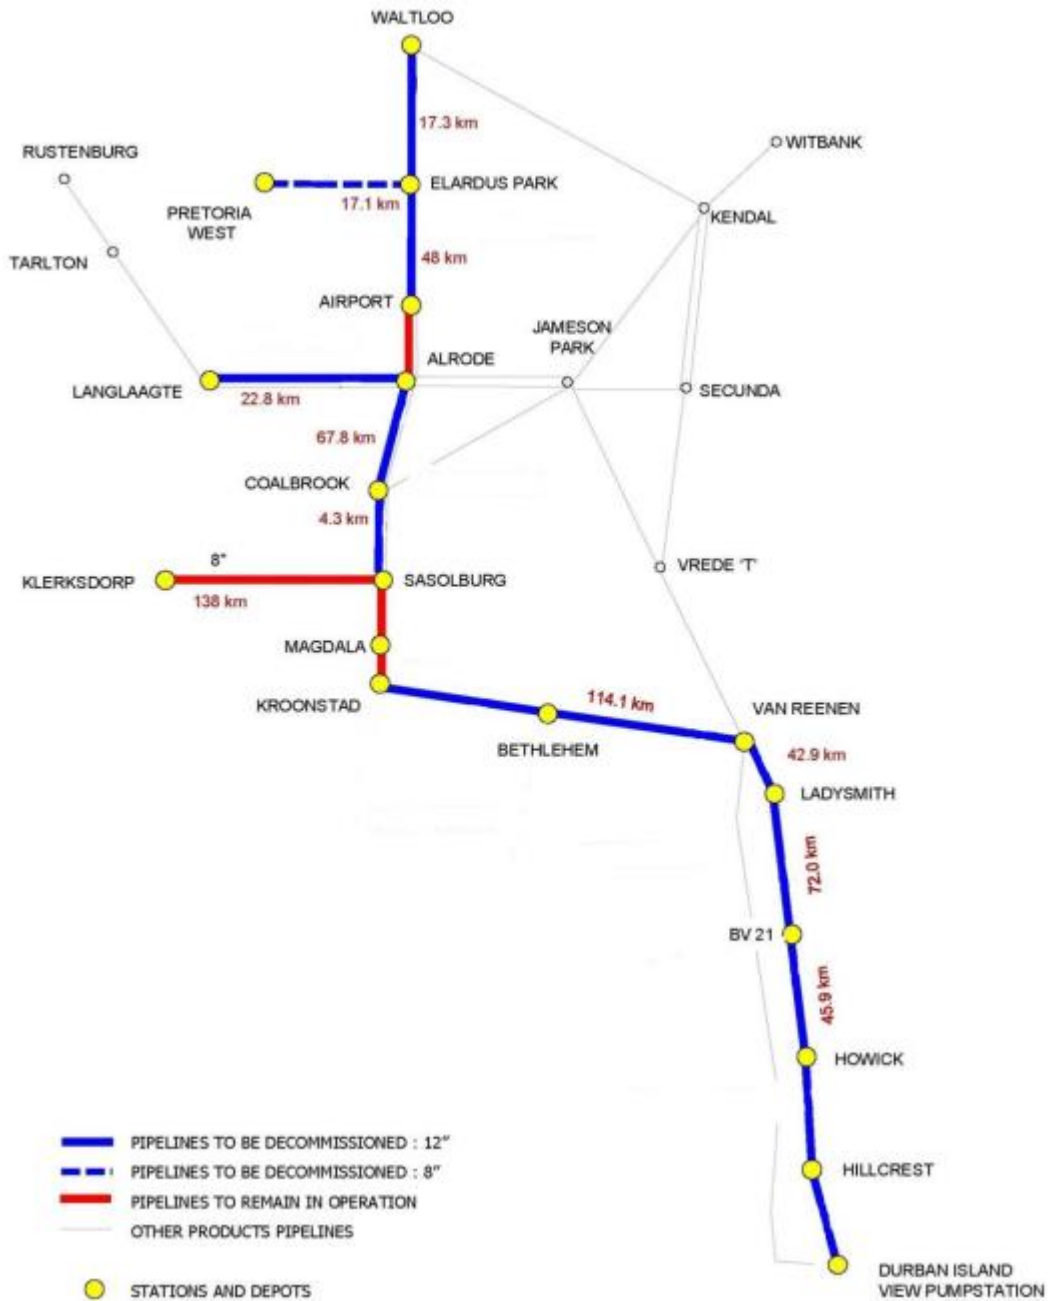 WALTLOO
17.3 km
WITBANK
RUSTENBURG
ELARDUS PARK
17.1 km
PRETORIA
WEST
KENDAL
TARLTON
48 km
AIRPORT
JAMESON
PARK
ALRODE
LANGLAAGTE
22.8 km
SECUNDA
67.8 km
COALBROOK
4.3 km
8"
KLERKSDORP
138 km
SASOLBURG
VREDE 'T'
MAGDALA
KROONSTAD
114.1 km
VAN REENEN
BETHLEHEM
42.9 km
LADYSMITH
72.0 km
BV 21
45.9 km
HOWICK
HILLCREST
DURBAN ISLAND
VIEW PUMPSTATION
PIPELINES TO BE DECOMMISSIONED : 12"
PIPELINES TO BE DECOMMISSIONED : 8"
PIPELINES TO REMAIN IN OPERATION
OTHER PRODUCTS PIPELINES
STATIONS AND DEPOTS